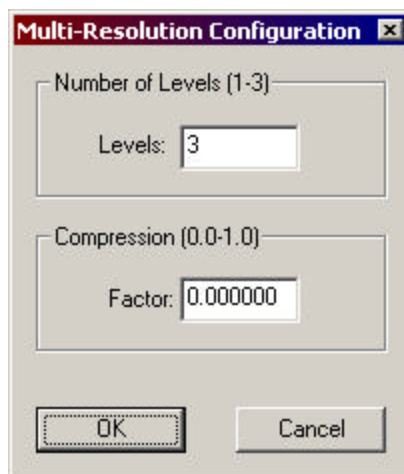 Multi-Resolution Configuration
Number of Levels (1-3)
Levels: 3
Compression (0.0-1.0)
Factor: 0.000000
OK Cancel